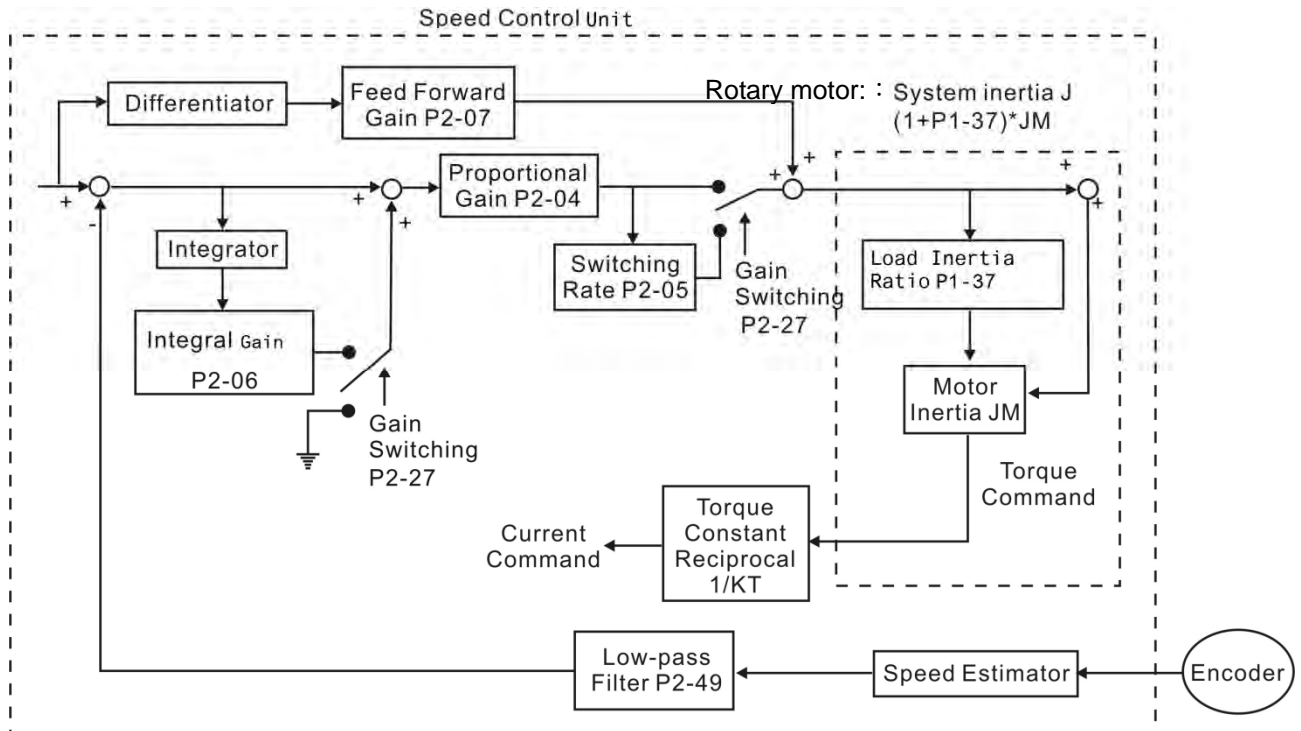 Speed Control Unit
Differentiator
Feed Forward
Gain P2-07
Rotary motor: :
System inertia J
(1+P1-37)*JM
+
-
Integrator
Integral Gain
P2-06
+
+
Gain
Switching
P2-27
Proportional
Gain P2-04
Switching
Rate P2-05
Gain
Switching
P2-27
+
+
Load Inertia
Ratio P1-37
+
+
Motor
Inertia JM
Torque
Command
Torque
Constant
Reciprocal
1/KT
Current
Command
Low-pass
Filter P2-49
Speed Estimator
Encoder